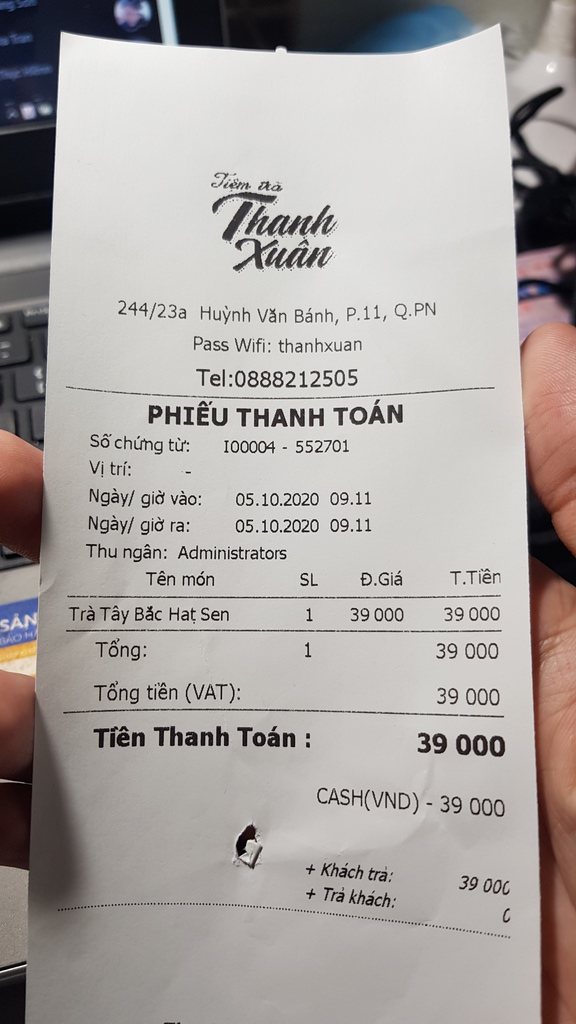 Tiệm trà
Thanh
Xuân
244/23a Huỳnh Văn Bánh, P.11, Q.PN
Pass Wifi: thanhxuan
Tel:0888212505
PHIẾU THANH TOÁN
Số chứng từ: I00004 - 552701
Vị trí: -
Ngày/ giờ vào: 05.10.2020 09.11
Ngày/ giờ ra: 05.10.2020 09.11
Thu ngân: Administrators
Tên món SL Đ.Giá T.Tiền
Trà Tây Bắc Hạt Sen 1 39 000 39 000
Tổng: 1 39 000
Tổng tiền (VAT): 39 000
Tiền Thanh Toán : 39 000
CASH(VND) - 39 000
+ Khách trả: 39 000
+ Trả khách: 0
SÀN